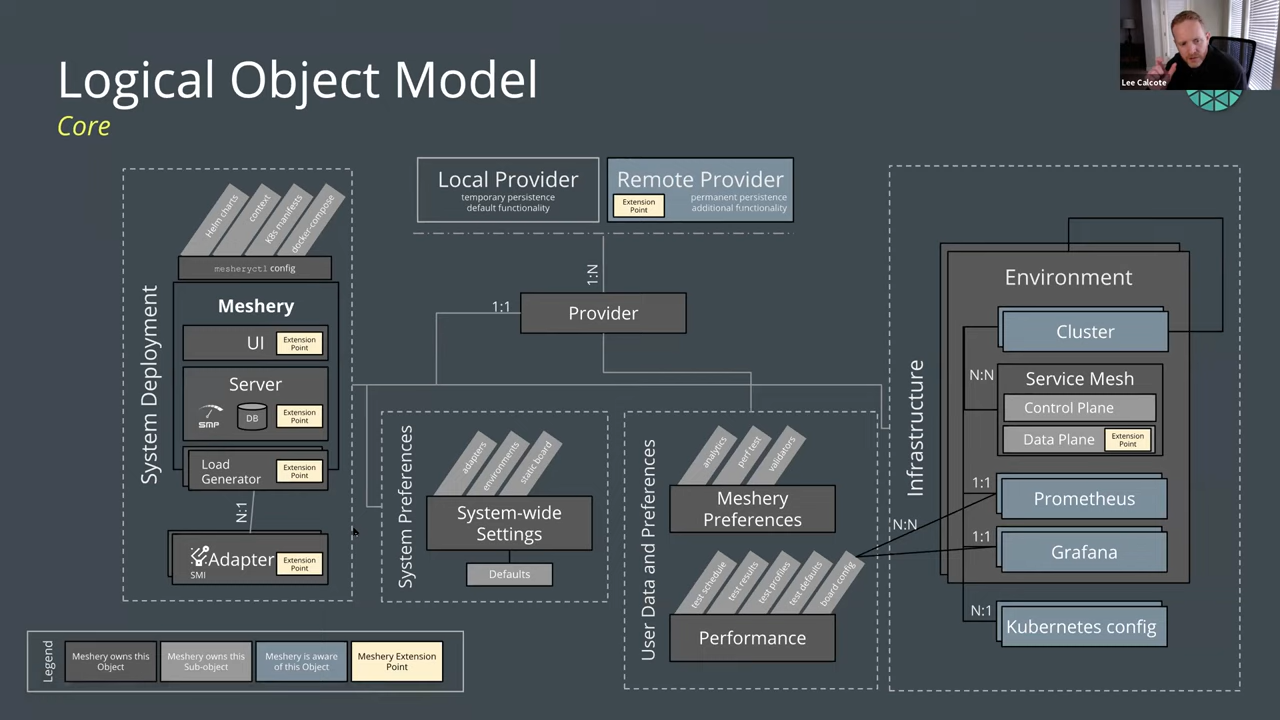 Logical Object Model
Core
Lee Calcote
Local Provider
temporary persistence
default functionality
Remote Provider
Extension
Point
permanent persistence
additional functionality
1:N
1:1
Provider
System Deployment
Helm charts
context
K8s manifests
docker-compose
mesheryctl config
Meshery
UI
Extension
Point
Server
SMP
DB
Extension
Point
Load
Generator
Extension
Point
N:1
Adapter
SMI
Extension
Point
System Preferences
adapters
environments
static board
System-wide
Settings
Defaults
User Data and Preferences
analytics
perf test
validators
Meshery
Preferences
test schedule
test results
test profiles
test defaults
board config
Performance
N:N
Infrastructure
Environment
Cluster
N:N
Service Mesh
Control Plane
Data Plane
Extension
Point
1:1
Prometheus
1:1
Grafana
N:1
Kubernetes config
Legend
Meshery owns this
Object
Meshery owns this
Sub-object
Meshery is aware
of this Object
Meshery Extension
Point